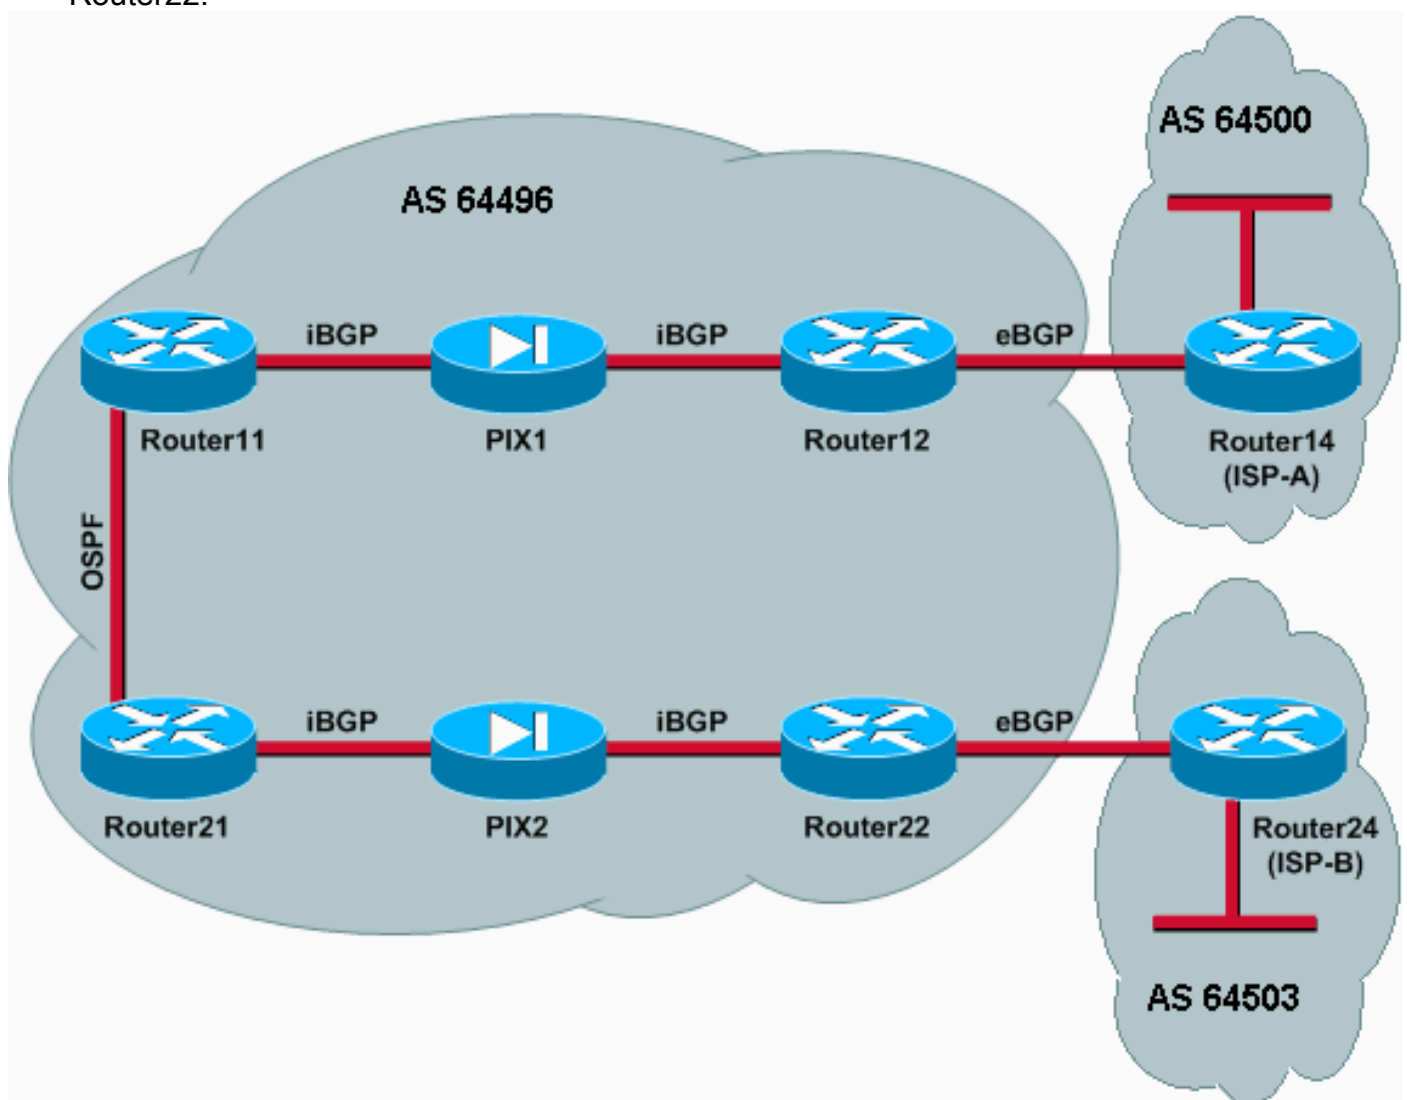 Router22.
AS 64500
AS 64496
iBGP
iBGP
eBGP
Router11
PIX1
Router12
Router14
(ISP-A)
OSPF
iBGP
iBGP
eBGP
Router21
PIX2
Router22
Router24
(ISP-B)
AS 64503